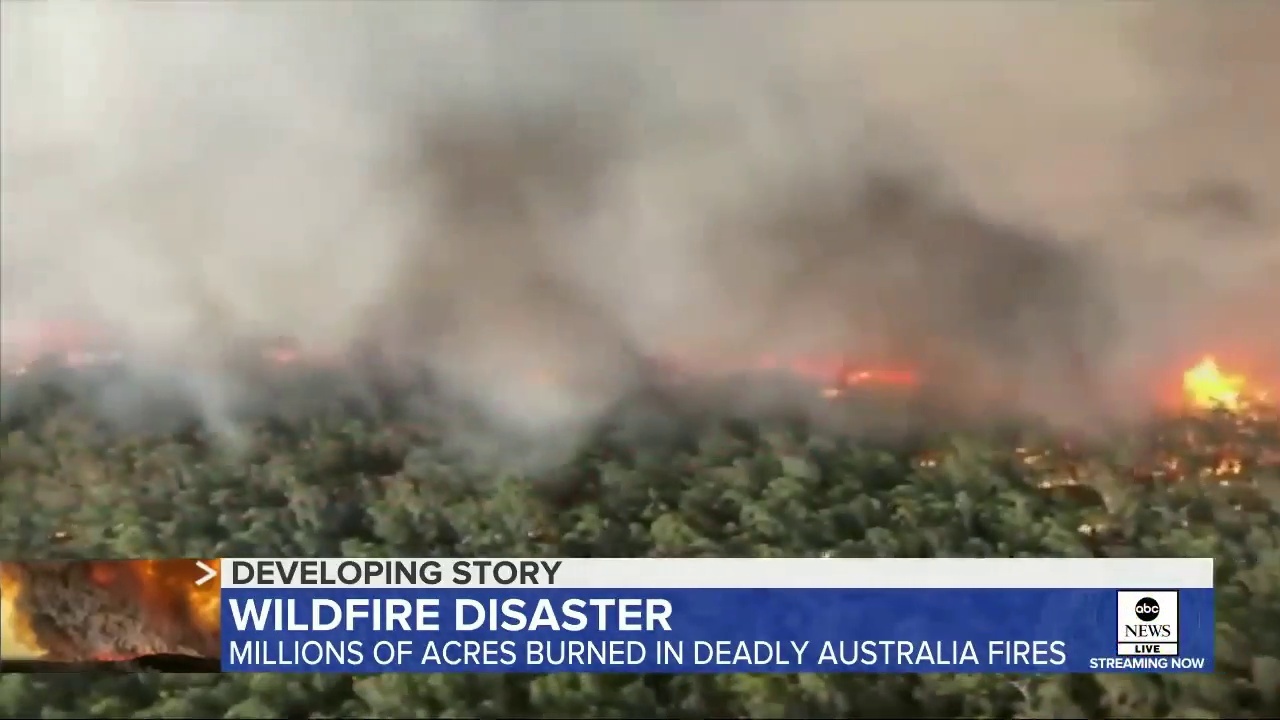 DEVELOPING STORY
WILDFIRE DISASTER
MILLIONS OF ACRES BURNED IN DEADLY AUSTRALIA FIRES
abc
NEWS
LIVE
STREAMING NOW